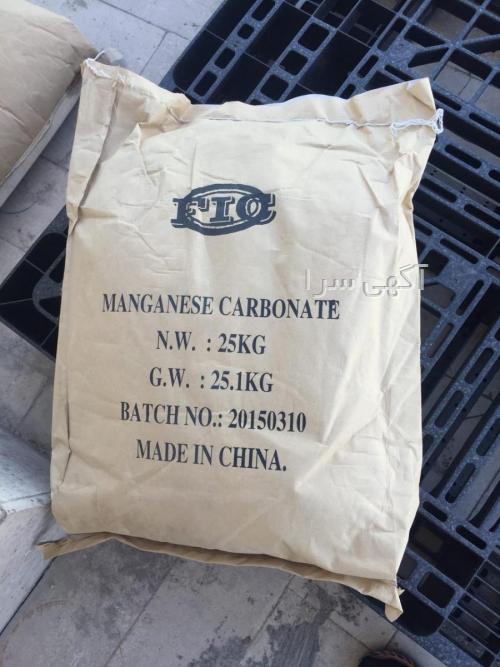 FIC
آگهی سرا
MANGANESE CARBONATE
N.W. : 25KG
G.W. : 25.1KG
BATCH NO.: 20150310
MADE IN CHINA.